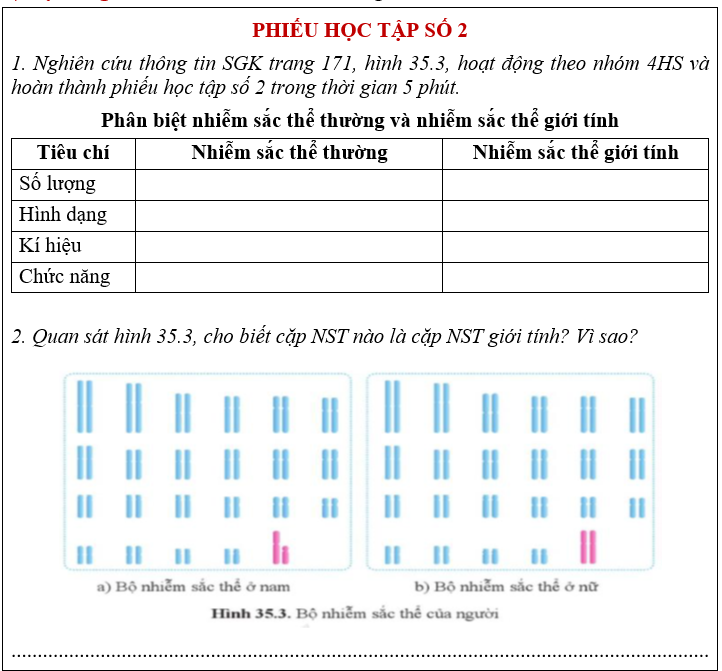 PHIẾU HỌC TẬP SỐ 2
1. Nghiên cứu thông tin SGK trang 171, hình 35.3, hoạt động theo nhóm 4HS và
hoàn thành phiếu học tập số 2 trong thời gian 5 phút.
Phân biệt nhiễm sắc thể thường và nhiễm sắc thể giới tính
Tiêu chí Nhiễm sắc thể thường Nhiễm sắc thể giới tính
Số lượng
Hình dạng
Kí hiệu
Chức năng
2. Quan sát hình 35.3, cho biết cặp NST nào là cặp NST giới tính? Vì sao?
a) Bộ nhiễm sắc thể ở nam b) Bộ nhiễm sắc thể ở nữ
Hình 35.3. Bộ nhiễm sắc thể của người